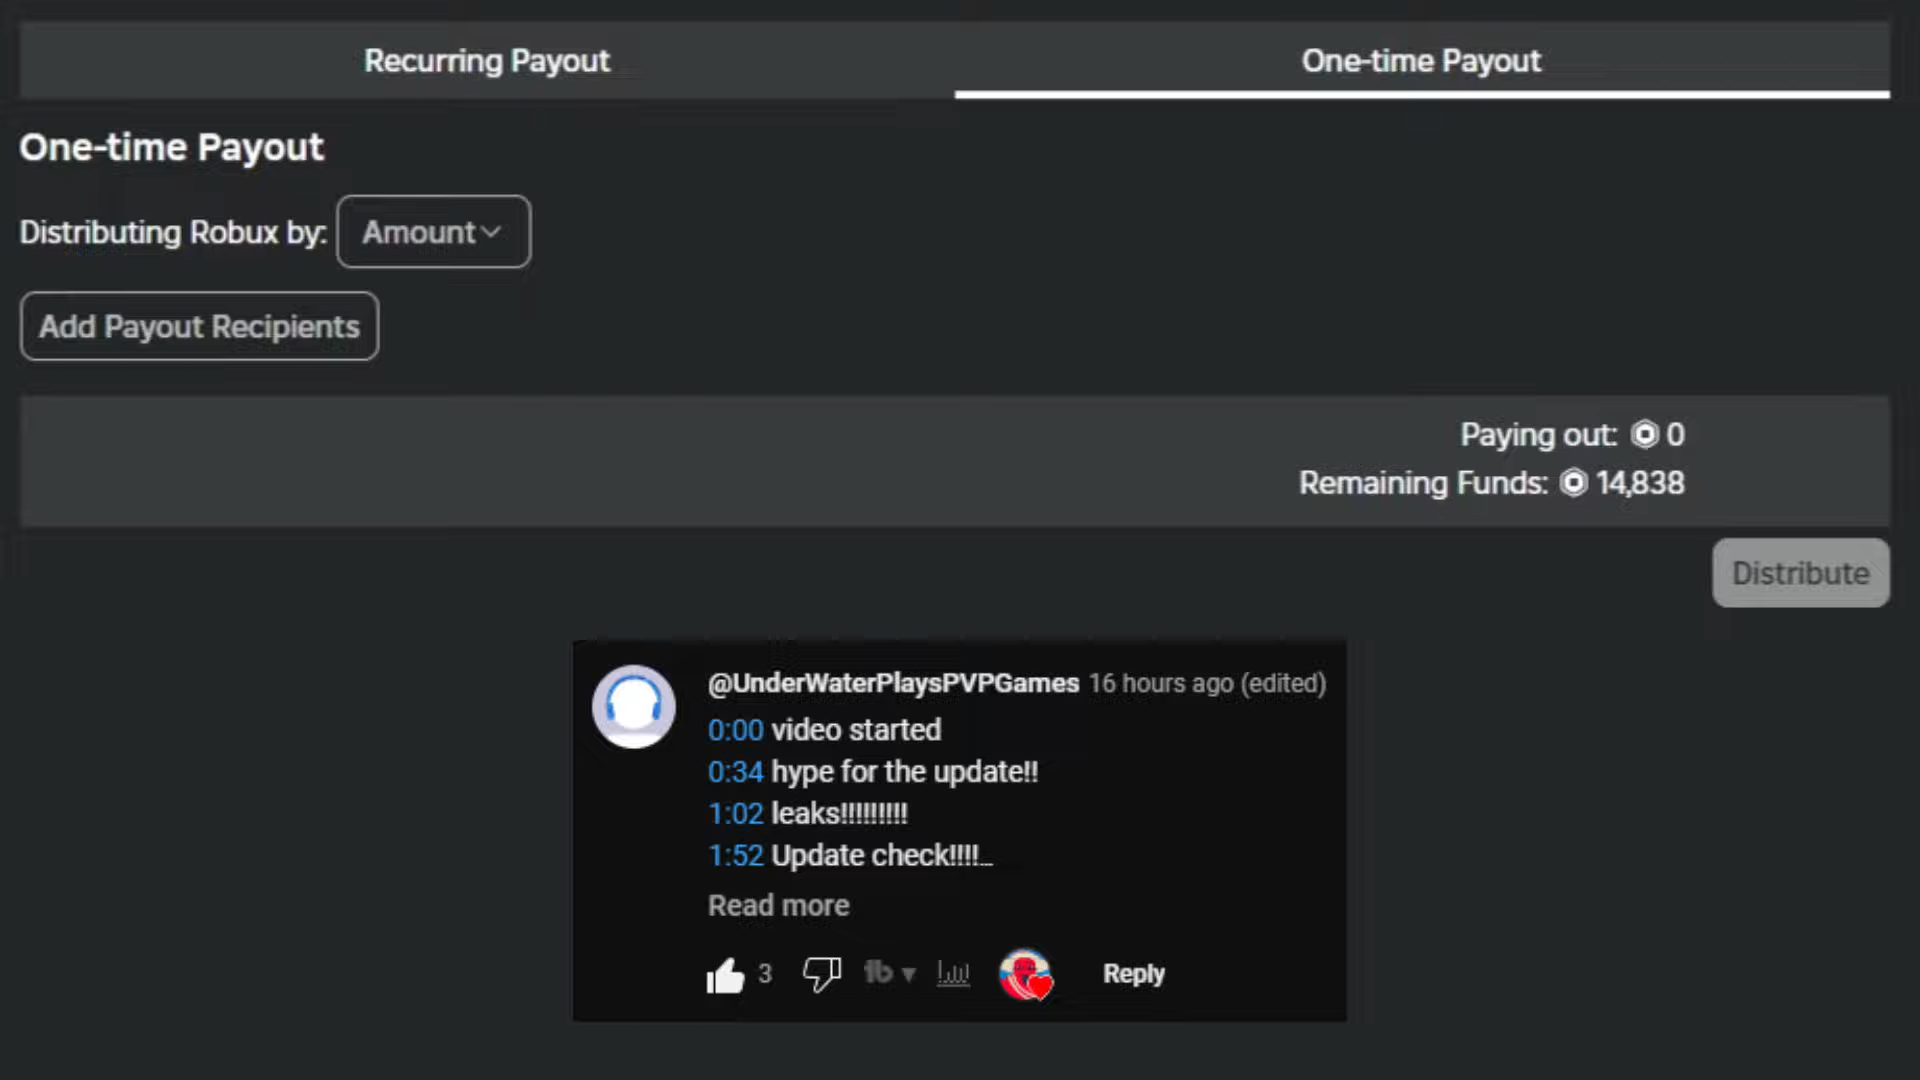 Recurring Payout
One-time Payout
One-time Payout
Distributing Robux by: Amount
Add Payout Recipients
Paying out: 0
Remaining Funds: 14,838
Distribute
@UnderWaterPlaysPVPGames 16 hours ago (edited)
0:00 video started
0:34 hype for the update!!
1:02 leaks!!!!!!!!!
1:52 Update check!!!!...
Read more
3
Reply